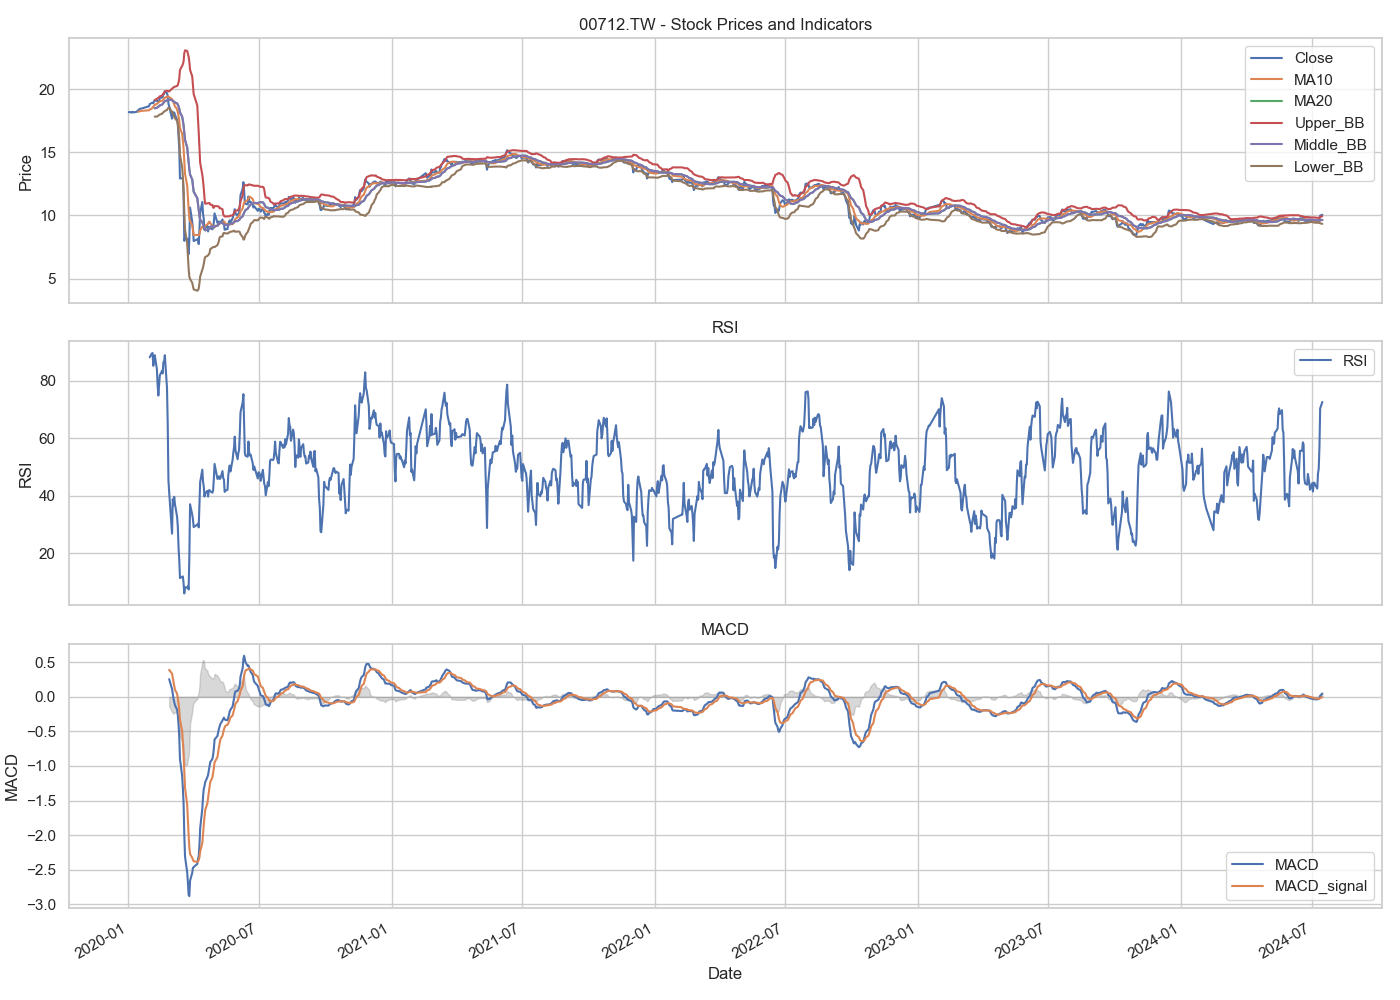 00712.TW - Stock Prices and Indicators
Price
20
15
10
5
Close
MA10
MA20
Upper_BB
Middle_BB
Lower_BB
RSI
RSI
80
60
40
20
RSI
MACD
MACD
0.5
0.0
−0.5
−1.0
−1.5
−2.0
−2.5
−3.0
MACD
MACD_signal
2020-01
2020-07
2021-01
2021-07
2022-01
2022-07
2023-01
2023-07
2024-01
2024-07
Date